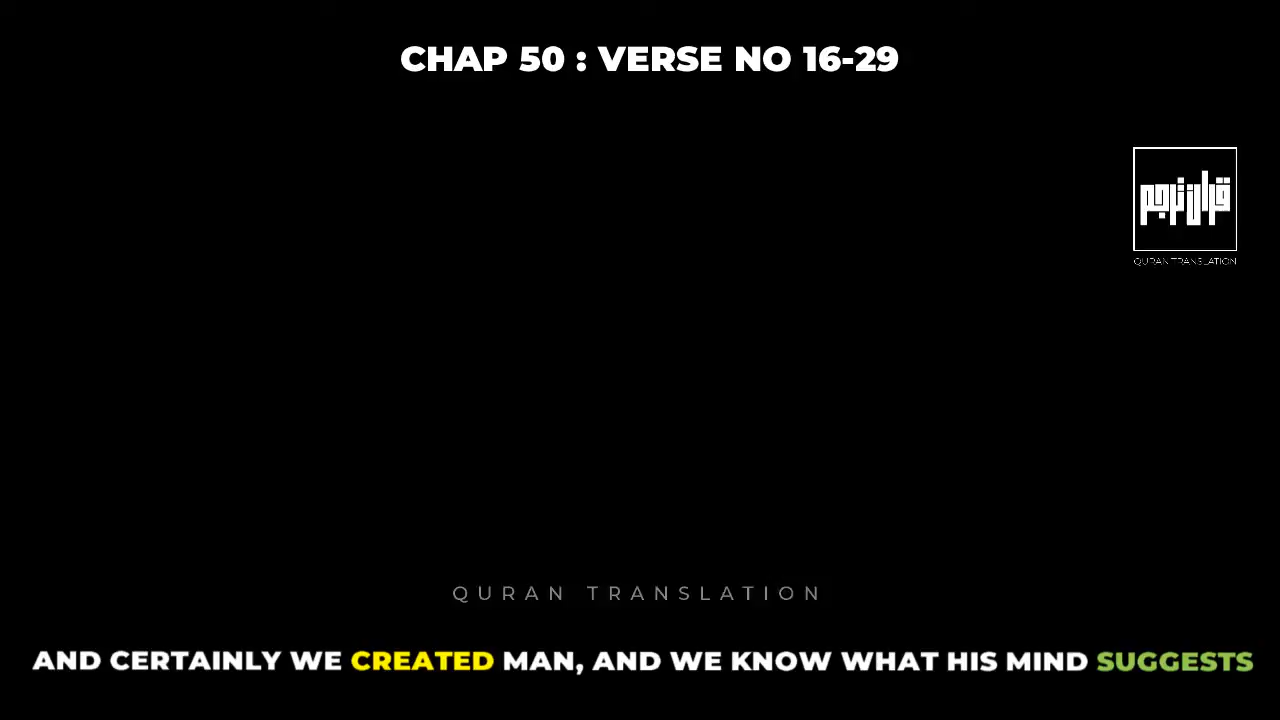 CHAP 50 : VERSE NO 16-29
قرآن تراجم
QURAN TRANSLATION
QURAN TRANSLATION
AND CERTAINLY WE CREATED MAN, AND WE KNOW WHAT HIS MIND SUGGESTS